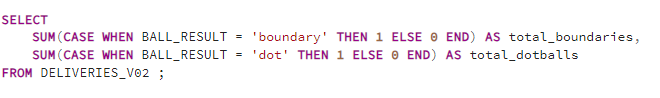 SELECT
SUM(CASE WHEN BALL_RESULT = 'boundary' THEN 1 ELSE 0 END) AS total_boundaries,
SUM(CASE WHEN BALL_RESULT = 'dot' THEN 1 ELSE 0 END) AS total_dotballs
FROM DELIVERIES_V02 ;